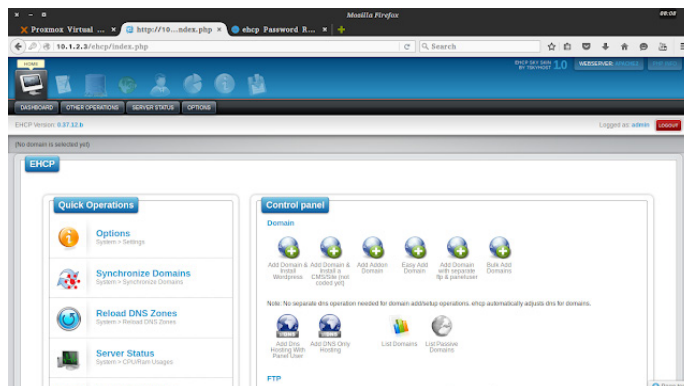 Mozilla Firefox
00:08
Proxmox Virtual ...
http://10...ndex.php
ehcp Password R...
10.1.2.3/ehcp/index.php
Search
HOME
EHCP SKY SKIN
BY TEKYHOST
1.0
WEBSERVER:
DASHBOARD
OTHER OPERATIONS
SERVER STATUS
OPTIONS
EHCP Version: 0.37.12.b
Logged as: admin
LOGOUT
(No domain is selected yet)
EHCP
Quick Operations
Options
System > Settings
Synchronize Domains
System > Synchronize Domains
Reload DNS Zones
System > Reload DNS Zones
Server Status
System > CPU/Ram Usages
Control panel
Domain
Add Domain & Install Wordpress
Add Domain & Install a CMS/Site (not coded yet)
Add Addon Domain
Easy Add Domain
Add Domain with separate ftp & paneluser
Bulk Add Domains
Note: No separate dns operation needed for domain add/setup operations. ehcp automatically adjusts dns for domains.
Add Dns Hosting With Panel User
Add DNS Only Hosting
List Domains
List Passive Domains
FTP